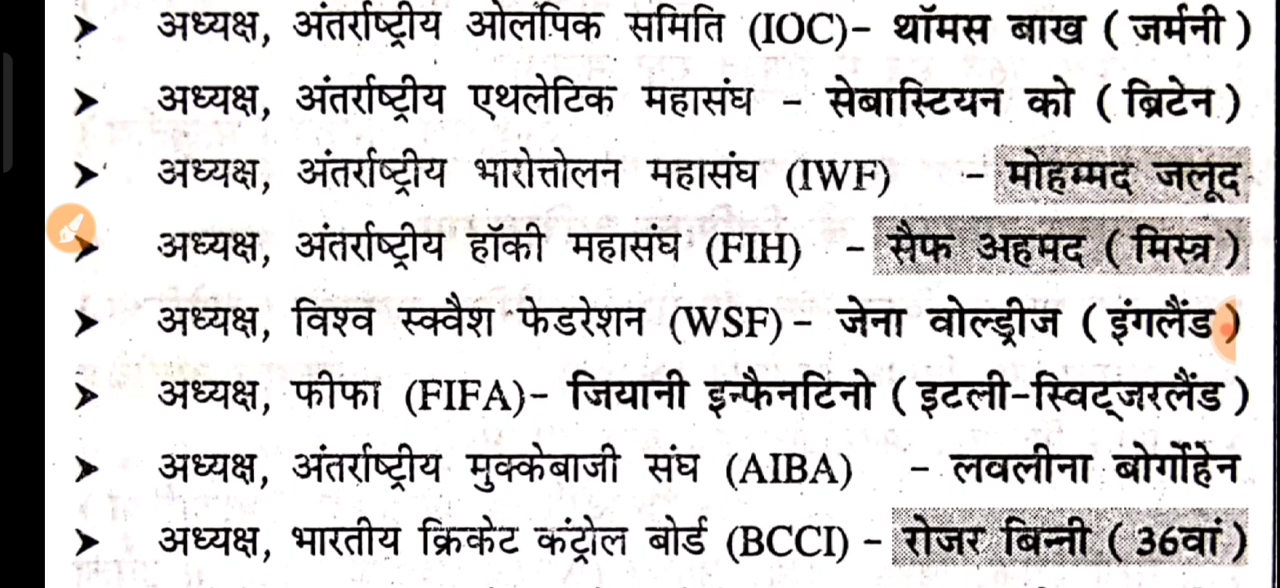 ➤ अध्यक्ष, अंतर्राष्ट्रीय ओलंपिक समिति (IOC)- थॉमस बाख ( जर्मनी )
➤ अध्यक्ष, अंतर्राष्ट्रीय एथलेटिक महासंघ - सेबास्टियन को ( ब्रिटेन )
➤ अध्यक्ष, अंतर्राष्ट्रीय भारोत्तोलन महासंघ (IWF) - मोहम्मद जलूद
➤ अध्यक्ष, अंतर्राष्ट्रीय हॉकी महासंघ (FIH) - सैफ अहमद ( मिस्त्र )
➤ अध्यक्ष, विश्व स्क्वैश फेडरेशन (WSF) - जेना वोल्ड्रीज ( इंगलैंड )
➤ अध्यक्ष, फीफा (FIFA)- जियानी इन्फैनटिनो ( इटली-स्विट्जरलैंड )
➤ अध्यक्ष, अंतर्राष्ट्रीय मुक्केबाजी संघ (AIBA) - लवलीना बोर्गोहेन
➤ अध्यक्ष, भारतीय क्रिकेट कंट्रोल बोर्ड (BCCI) - रोजर बिन्नी ( 36वां )